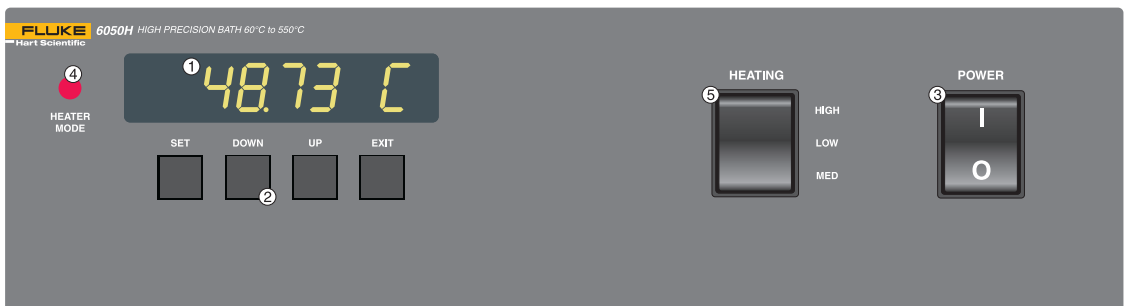 FLUKE 6050H HIGH PRECISION BATH 60°C to 550°C
Hart Scientific
4
1 48.73 C
HEATING
POWER
5
3
HEATER
MODE
HIGH
I
SET DOWN UP EXIT
LOW
MED
O
2